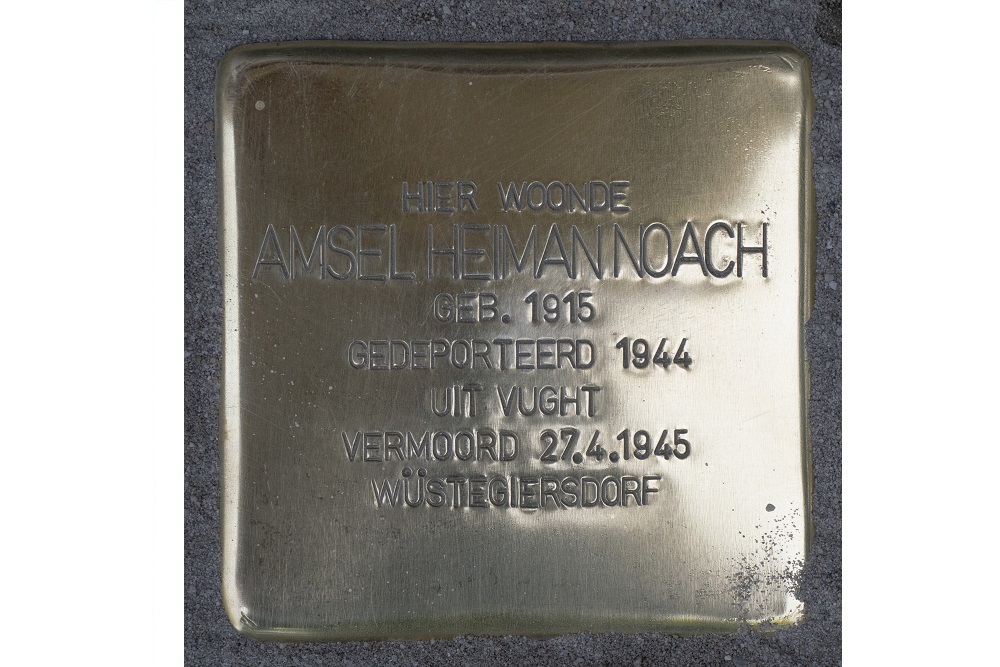 HIER WOONDE
AMSEL HEIMAN NOACH
GEB. 1915
GEDEPORTEERD 1944
UIT VUGHT
VERMOORD 27.4.1945
WÜSTEGIERSDORF